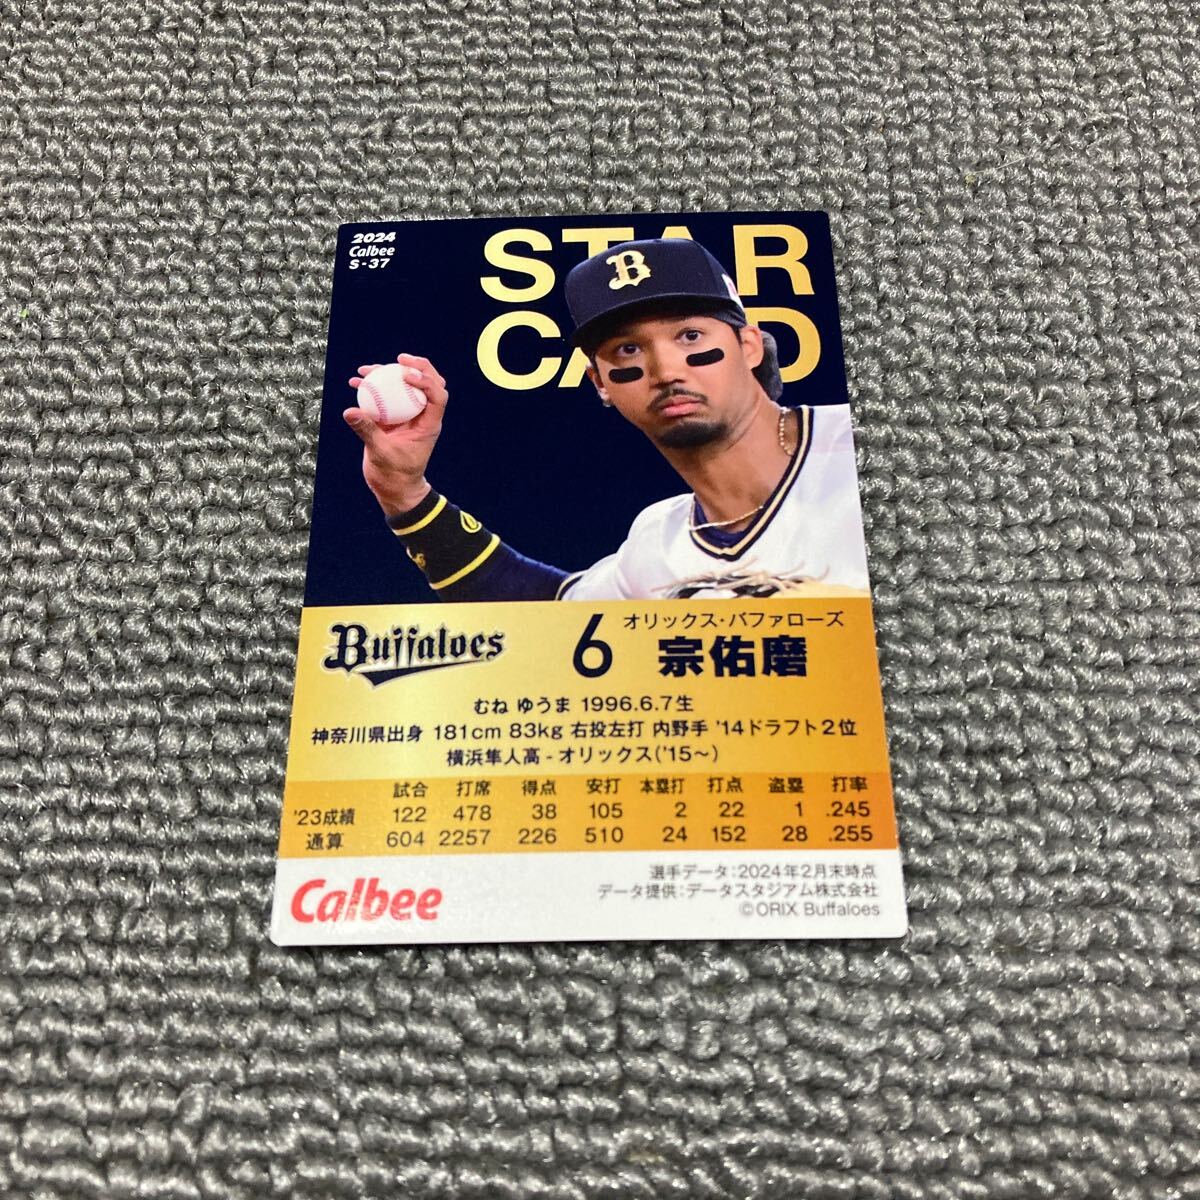 2024
Calbee
S-37
STAR
CARD
B
Buffaloes
6
オリックス・バファローズ
宗佑磨
むね ゆうま 1996.6.7生
神奈川県出身 181cm 83kg 右投左打 内野手 '14ドラフト2位
横浜隼人高 - オリックス('15～)
試合 打席 得点 安打 本塁打 打点 盗塁 打率
'23成績 122 478 38 105 2 22 1 .245
通算 604 2257 226 510 24 152 28 .255
Calbee
選手データ:2024年2月末時点
データ提供:データスタジアム株式会社
©ORIX Buffaloes